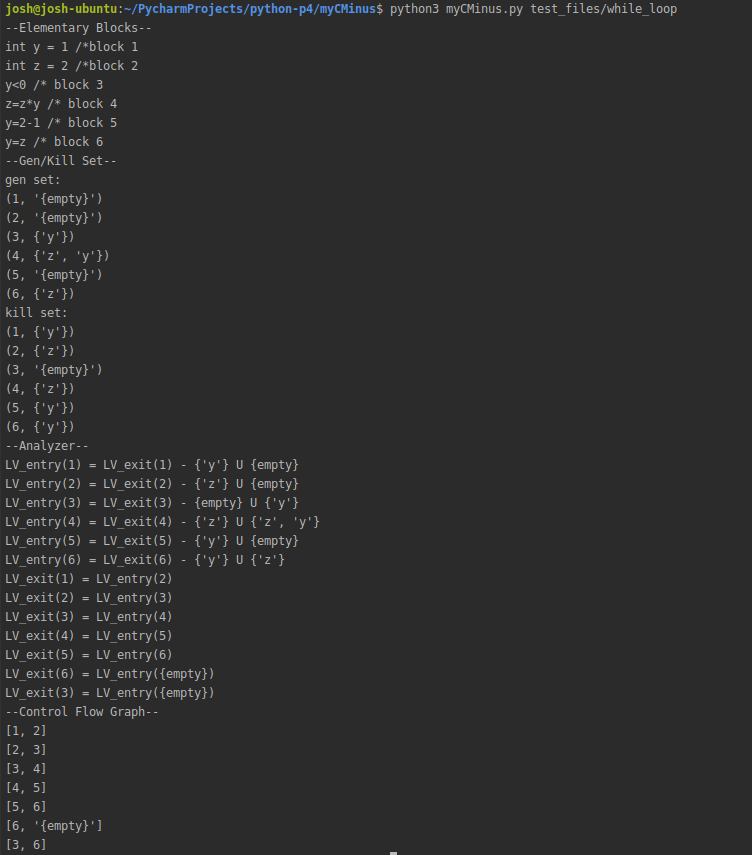 josh@josh-ubuntu:~/PycharmProjects/python-p4/myCMinus$ python3 myCMinus.py test_files/while_loop
--Elementary Blocks--
int y = 1 /*block 1
int z = 2 /*block 2
y<0 /* block 3
z=z*y /* block 4
y=2-1 /* block 5
y=z /* block 6
--Gen/Kill Set--
gen set:
(1, '{empty}')
(2, '{empty}')
(3, {'y'})
(4, {'z', 'y'})
(5, '{empty}')
(6, {'z'})
kill set:
(1, {'y'})
(2, {'z'})
(3, '{empty}')
(4, {'z'})
(5, {'y'})
(6, {'y'})
--Analyzer--
LV_entry(1) = LV_exit(1) - {'y'} U {empty}
LV_entry(2) = LV_exit(2) - {'z'} U {empty}
LV_entry(3) = LV_exit(3) - {empty} U {'y'}
LV_entry(4) = LV_exit(4) - {'z'} U {'z', 'y'}
LV_entry(5) = LV_exit(5) - {'y'} U {empty}
LV_entry(6) = LV_exit(6) - {'y'} U {'z'}
LV_exit(1) = LV_entry(2)
LV_exit(2) = LV_entry(3)
LV_exit(3) = LV_entry(4)
LV_exit(4) = LV_entry(5)
LV_exit(5) = LV_entry(6)
LV_exit(6) = LV_entry({empty})
LV_exit(3) = LV_entry({empty})
--Control Flow Graph--
[1, 2]
[2, 3]
[3, 4]
[4, 5]
[5, 6]
[6, '{empty}']
[3, 6]